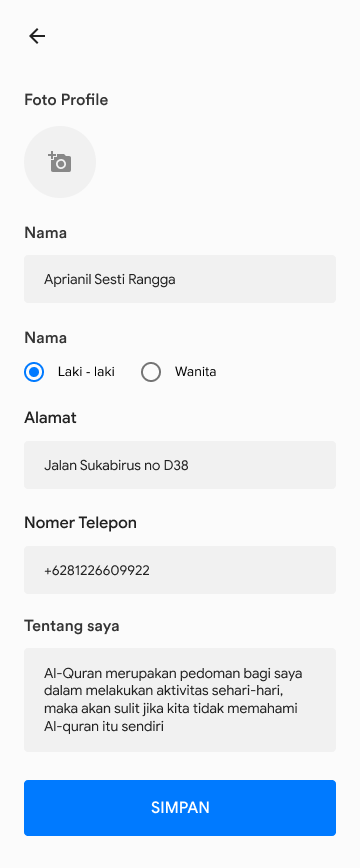 Foto Profile
Nama
Aprianil Sesti Rangga
Nama
Laki - laki Wanita
Alamat
Jalan Sukabirus no D38
Nomer Telepon
+6281226609922
Tentang saya
Al-Quran merupakan pedoman bagi saya
dalam melakukan aktivitas sehari-hari,
maka akan sulit jika kita tidak memahami
Al-quran itu sendiri
SIMPAN